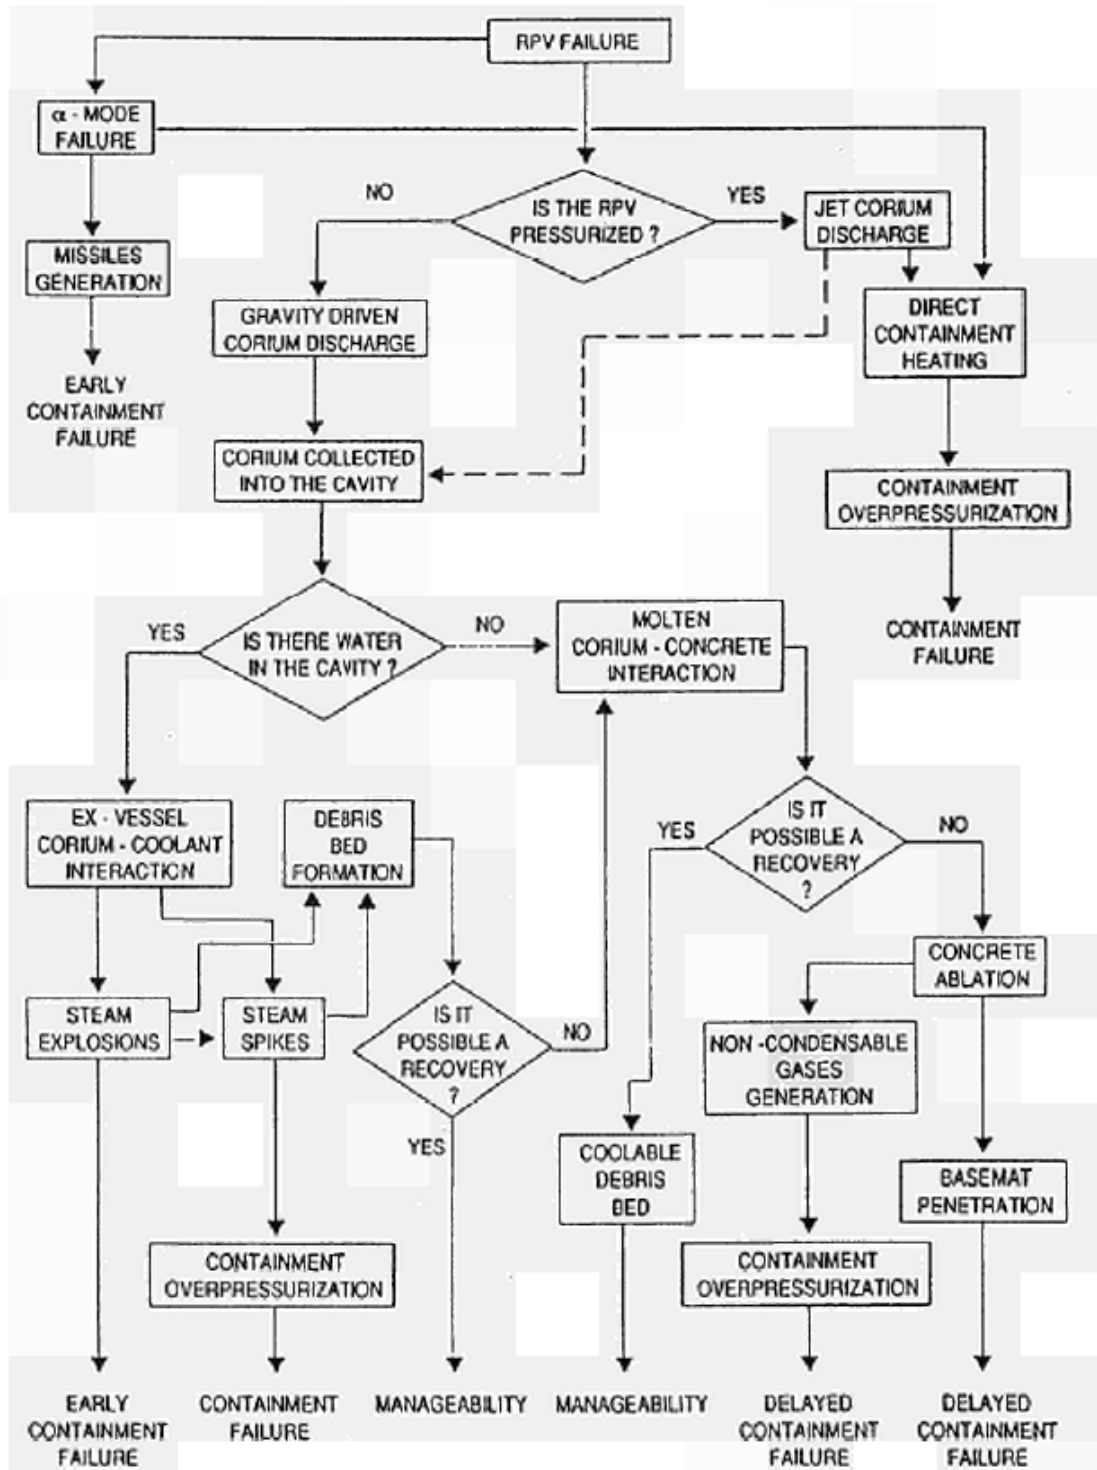 RPV FAILURE
α - MODE
FAILURE
NO
YES
IS THE RPV
PRESSURIZED ?
JET CORIUM
DISCHARGE
MISSILES
GENERATION
GRAVITY DRIVEN
CORIUM DISCHARGE
DIRECT
CONTAINMENT
HEATING
EARLY
CONTAINMENT
FAILURE
CORIUM COLLECTED
INTO THE CAVITY
CONTAINMENT
OVERPRESSURIZATION
YES
IS THERE WATER
IN THE CAVITY ?
NO
MOLTEN
CORIUM - CONCRETE
INTERACTION
CONTAINMENT
FAILURE
EX - VESSEL
CORIUM - COOLANT
INTERACTION
DEBRIS
BED
FORMATION
YES
IS IT
POSSIBLE A
RECOVERY
?
NO
CONCRETE
ABLATION
STEAM
EXPLOSIONS
STEAM
SPIKES
IS IT
POSSIBLE A
RECOVERY
?
NO
YES
NON -CONDENSABLE
GASES
GENERATION
COOLABLE
DEBRIS
BED
BASEMAT
PENETRATION
CONTAINMENT
OVERPRESSURIZATION
CONTAINMENT
OVERPRESSURIZATION
EARLY
CONTAINMENT
FAILURE
CONTAINMENT
FAILURE
MANAGEABILITY
MANAGEABILITY
DELAYED
CONTAINMENT
FAILURE
DELAYED
CONTAINMENT
FAILURE